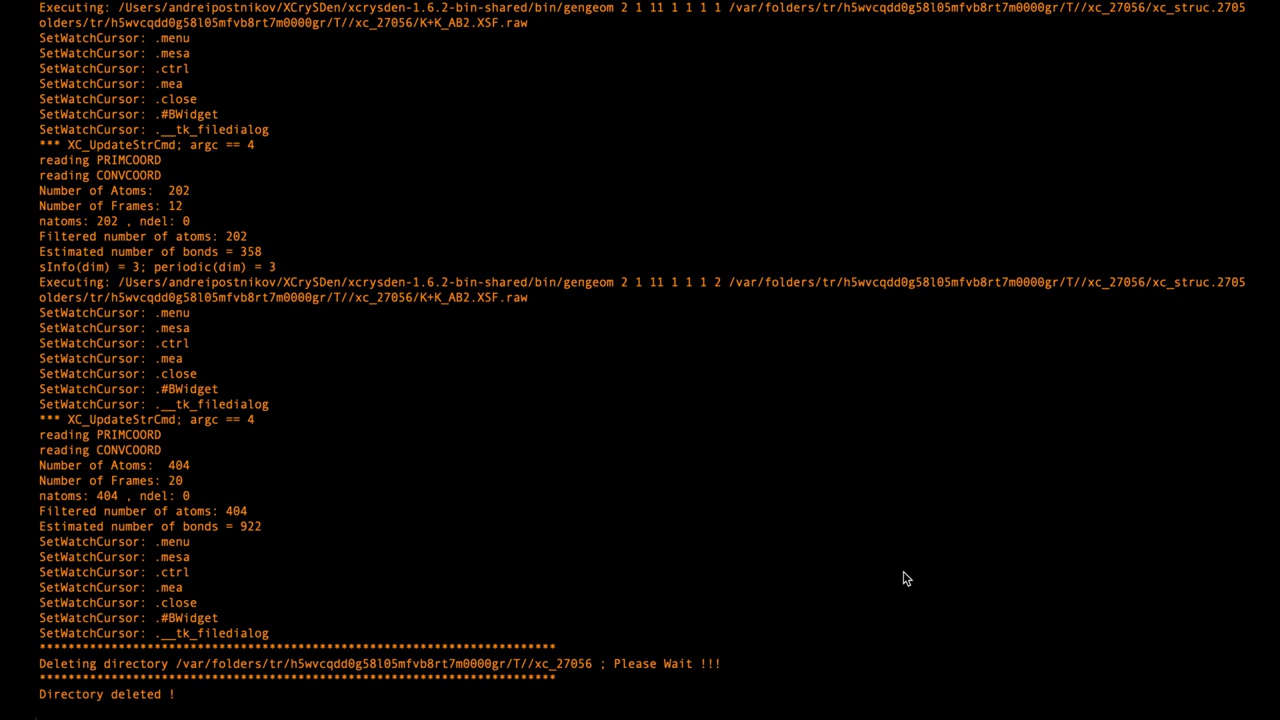 Executing: /Users/andreipostnikov/XCrySDen/xcrysden-1.6.2-bin-shared/bin/gengeom 2 1 11 1 1 1 1 /var/folders/tr/h5wvcqdd0g58l05mfvb8rt7m0000gr/T//xc_27056/xc_struc.2705
olders/tr/h5wvcqdd0g58l05mfvb8rt7m0000gr/T//xc_27056/K+K_AB2.XSF.raw
SetWatchCursor: .menu
SetWatchCursor: .mesa
SetWatchCursor: .ctrl
SetWatchCursor: .mea
SetWatchCursor: .close
SetWatchCursor: .#BWidget
SetWatchCursor: .__tk_filedialog
*** XC_UpdateStrCmd; argc == 4
reading PRIMCOORD
reading CONVCOORD
Number of Atoms:  202
Number of Frames: 12
natoms: 202 , ndel: 0
Filtered number of atoms: 202
Estimated number of bonds = 358
sInfo(dim) = 3; periodic(dim) = 3
Executing: /Users/andreipostnikov/XCrySDen/xcrysden-1.6.2-bin-shared/bin/gengeom 2 1 11 1 1 1 2 /var/folders/tr/h5wvcqdd0g58l05mfvb8rt7m0000gr/T//xc_27056/xc_struc.2705
olders/tr/h5wvcqdd0g58l05mfvb8rt7m0000gr/T//xc_27056/K+K_AB2.XSF.raw
SetWatchCursor: .menu
SetWatchCursor: .mesa
SetWatchCursor: .ctrl
SetWatchCursor: .mea
SetWatchCursor: .close
SetWatchCursor: .#BWidget
SetWatchCursor: .__tk_filedialog
*** XC_UpdateStrCmd; argc == 4
reading PRIMCOORD
reading CONVCOORD
Number of Atoms:  404
Number of Frames: 20
natoms: 404 , ndel: 0
Filtered number of atoms: 404
Estimated number of bonds = 922
SetWatchCursor: .menu
SetWatchCursor: .mesa
SetWatchCursor: .ctrl
SetWatchCursor: .mea
SetWatchCursor: .close
SetWatchCursor: .#BWidget
SetWatchCursor: .__tk_filedialog
************************************************************************
Deleting directory /var/folders/tr/h5wvcqdd0g58l05mfvb8rt7m0000gr/T//xc_27056 ; Please Wait !!!
************************************************************************
Directory deleted !